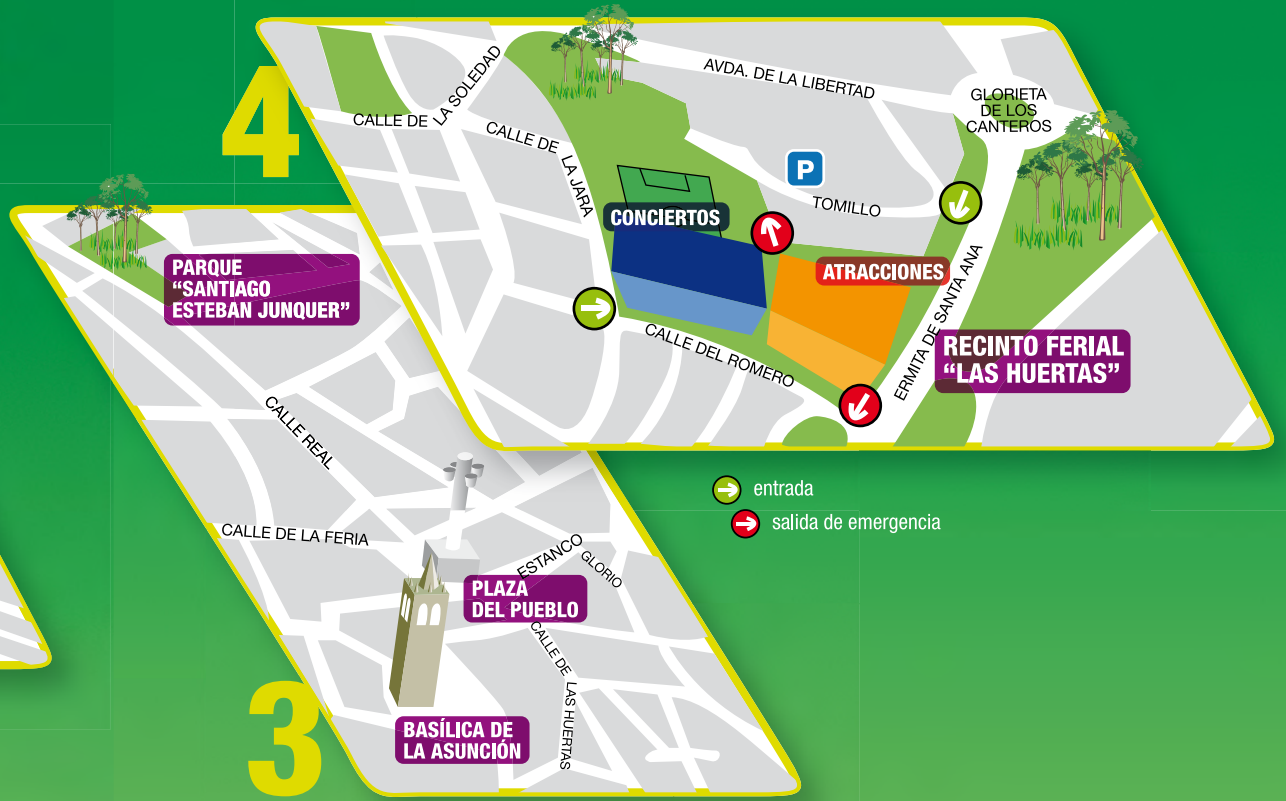 4
CALLE DE LA SOLEDAD
CALLE DE LA JARA
AVDA. DE LA LIBERTAD
GLORIETA
DE LOS
CANTEROS
P
TOMILLO
CONCIERTOS
ATRACCIONES
ERMITA DE SANTA ANA
CALLE DEL ROMERO
RECINTO FERIAL
“LAS HUERTAS”
entrada
salida de emergencia
PARQUE
“SANTIAGO
ESTEBAN JUNQUER”
CALLE REAL
CALLE DE LA FERIA
ESTANCO
GLORIO
PLAZA
DEL PUEBLO
CALLE DE LAS HUERTAS
BASÍLICA DE
LA ASUNCIÓN
3